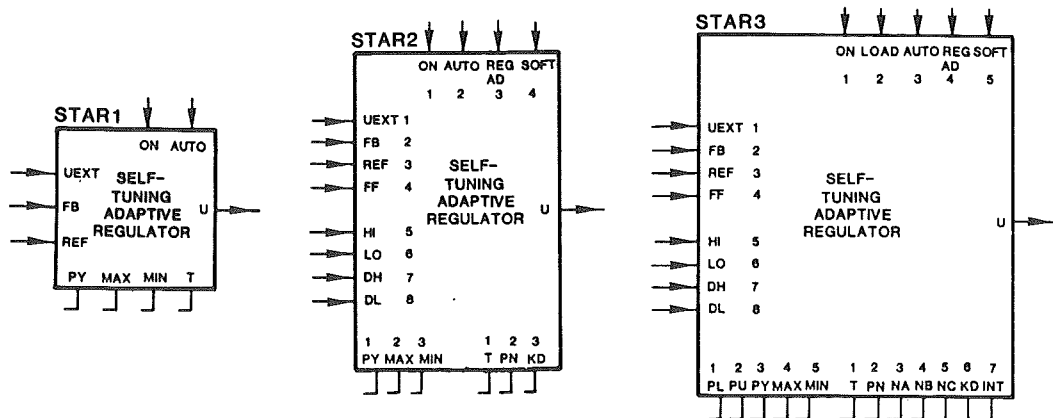 STAR1
ON AUTO
UEXT
FB
REF
SELF-
TUNING
ADAPTIVE
REGULATOR
U
PY MAX MIN T
STAR2
ON AUTO REG SOFT
AD
1 2 3 4
UEXT 1
FB 2
REF 3
FF 4
SELF-
TUNING
ADAPTIVE
REGULATOR
U
HI 5
LO 6
DH 7
DL 8
1 2 3 1 2 3
PY MAX MIN T PN KD
STAR3
ON LOAD AUTO REG SOFT
AD
1 2 3 4 5
UEXT 1
FB 2
REF 3
FF 4
SELF-
TUNING
ADAPTIVE
REGULATOR
U
HI 5
LO 6
DH 7
DL 8
1 2 3 4 5 1 2 3 4 5 6 7
PL PU PY MAX MIN T PN NA NB NC KD INT